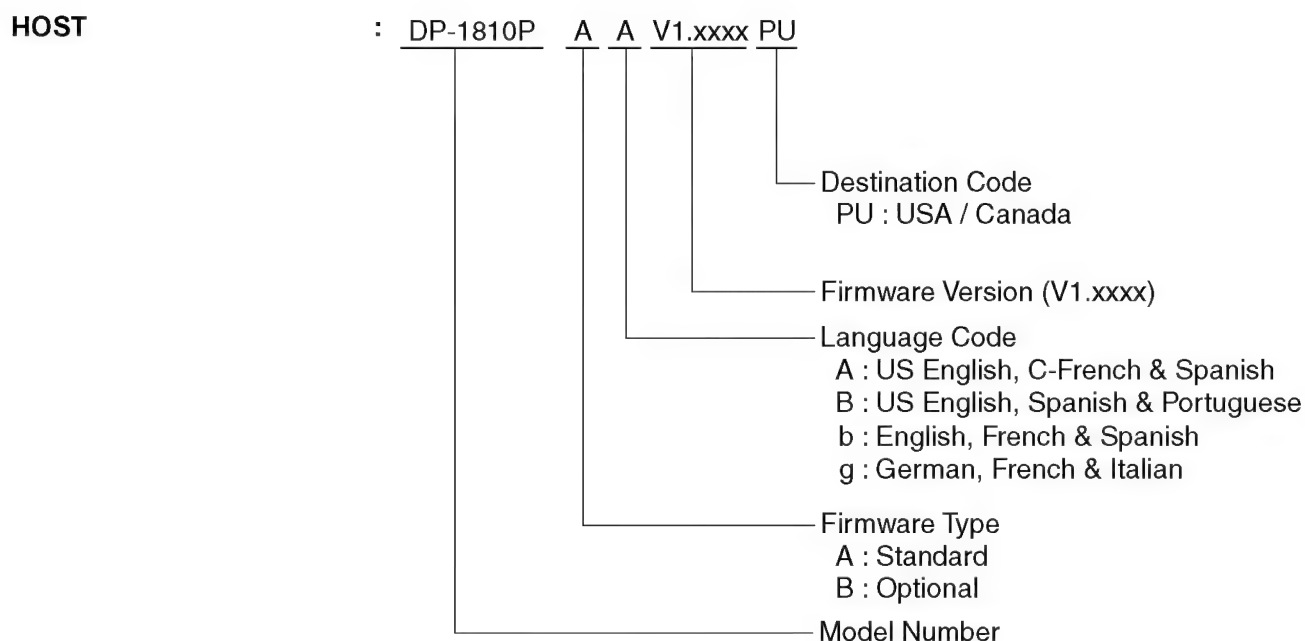 HOST : DP-1810P A A V1.xxxx PU
Destination Code
PU : USA / Canada
Firmware Version (V1.xxxx)
Language Code
A : US English, C-French & Spanish
B : US English, Spanish & Portuguese
b : English, French & Spanish
g : German, French & Italian
Firmware Type
A : Standard
B : Optional
Model Number